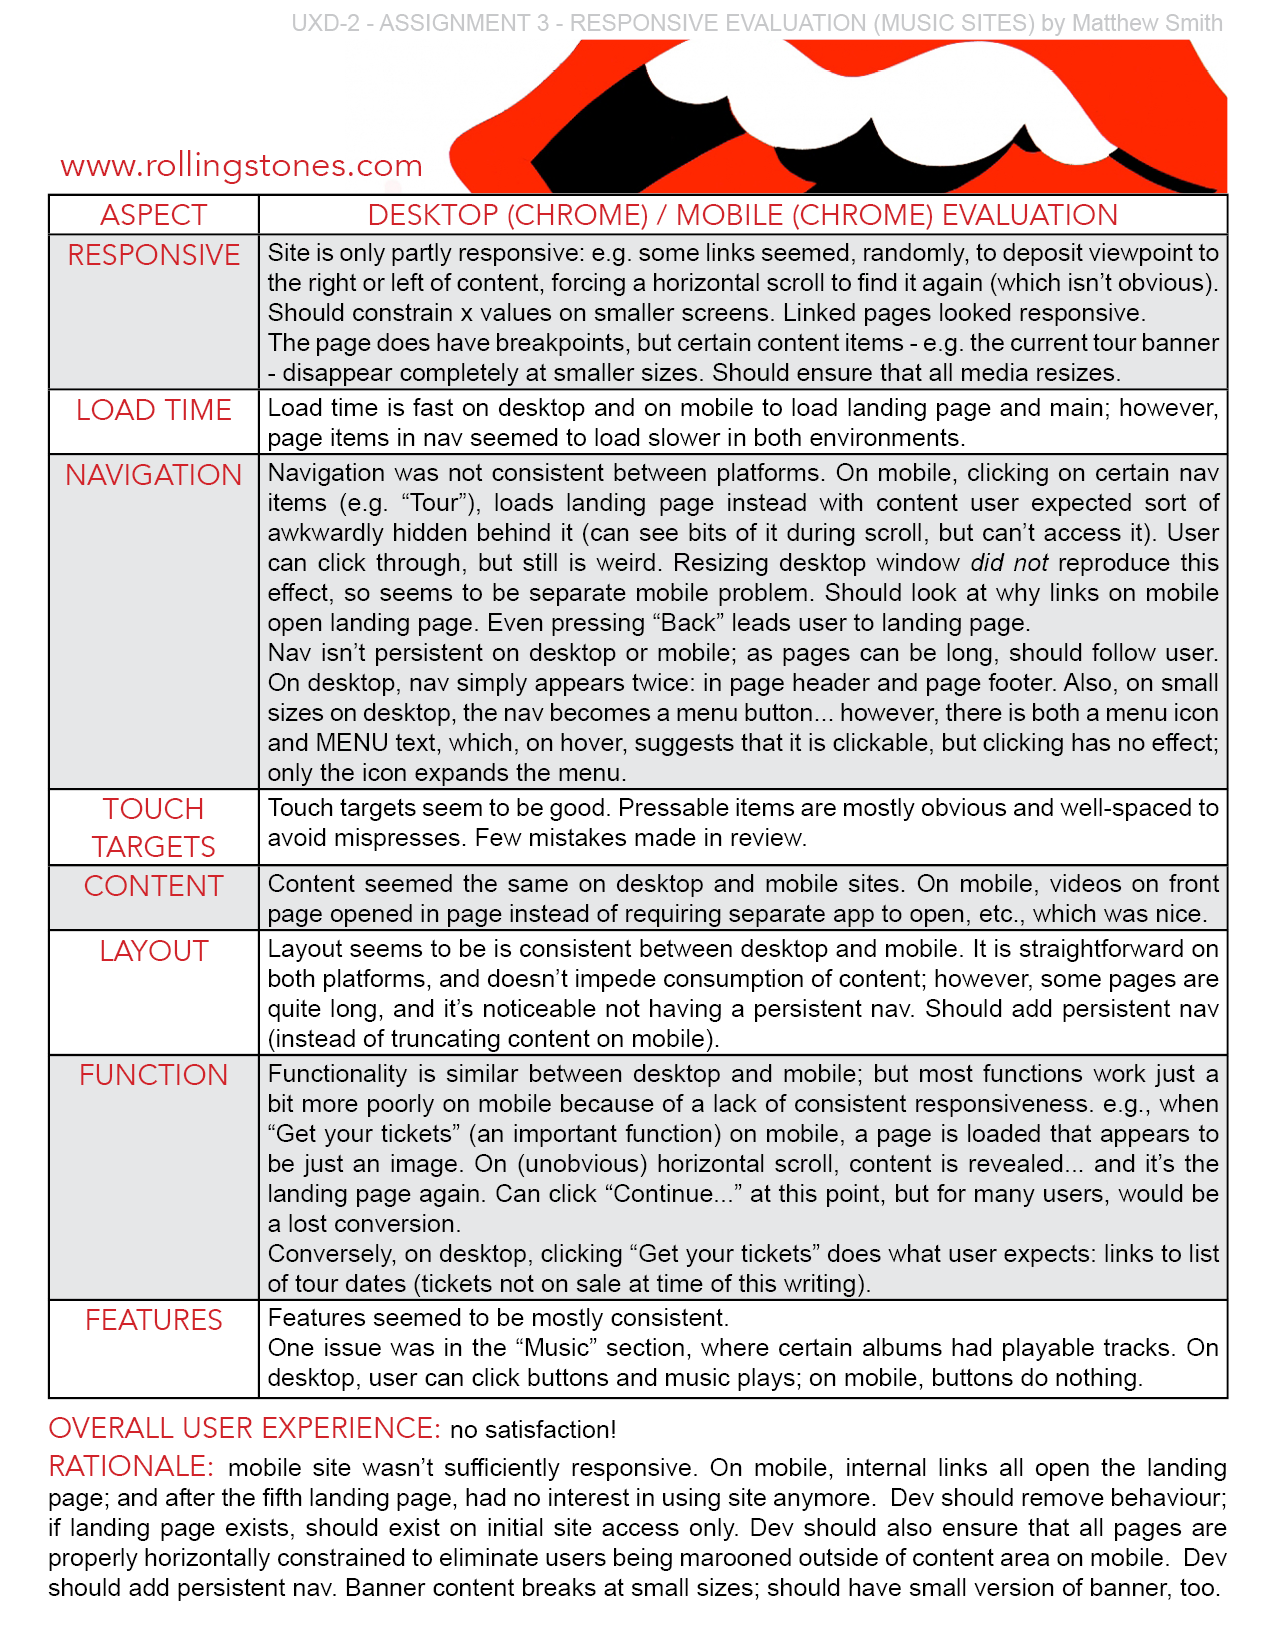 UXD-2 - ASSIGNMENT 3 - RESPONSIVE EVALUATION (MUSIC SITES) by Matthew Smith
www.rollingstones.com
ASPECT
DESKTOP (CHROME) / MOBILE (CHROME) EVALUATION
RESPONSIVE
Site is only partly responsive: e.g. some links seemed, randomly, to deposit viewpoint to
the right or left of content, forcing a horizontal scroll to find it again (which isn’t obvious).
Should constrain x values on smaller screens. Linked pages looked responsive.
The page does have breakpoints, but certain content items - e.g. the current tour banner
- disappear completely at smaller sizes. Should ensure that all media resizes.
LOAD TIME
Load time is fast on desktop and on mobile to load landing page and main; however,
page items in nav seemed to load slower in both environments.
NAVIGATION
Navigation was not consistent between platforms. On mobile, clicking on certain nav
items (e.g. “Tour”), loads landing page instead with content user expected sort of
awkwardly hidden behind it (can see bits of it during scroll, but can’t access it). User
can click through, but still is weird. Resizing desktop window did not reproduce this
effect, so seems to be separate mobile problem. Should look at why links on mobile
open landing page. Even pressing “Back” leads user to landing page.
Nav isn’t persistent on desktop or mobile; as pages can be long, should follow user.
On desktop, nav simply appears twice: in page header and page footer. Also, on small
sizes on desktop, the nav becomes a menu button... however, there is both a menu icon
and MENU text, which, on hover, suggests that it is clickable, but clicking has no effect;
only the icon expands the menu.
TOUCH
TARGETS
Touch targets seem to be good. Pressable items are mostly obvious and well-spaced to
avoid mispresses. Few mistakes made in review.
CONTENT
Content seemed the same on desktop and mobile sites. On mobile, videos on front
page opened in page instead of requiring separate app to open, etc., which was nice.
LAYOUT
Layout seems to be is consistent between desktop and mobile. It is straightforward on
both platforms, and doesn’t impede consumption of content; however, some pages are
quite long, and it’s noticeable not having a persistent nav. Should add persistent nav
(instead of truncating content on mobile).
FUNCTION
Functionality is similar between desktop and mobile; but most functions work just a
bit more poorly on mobile because of a lack of consistent responsiveness. e.g., when
“Get your tickets” (an important function) on mobile, a page is loaded that appears to
be just an image. On (unobvious) horizontal scroll, content is revealed... and it’s the
landing page again. Can click “Continue...” at this point, but for many users, would be
a lost conversion.
Conversely, on desktop, clicking “Get your tickets” does what user expects: links to list
of tour dates (tickets not on sale at time of this writing).
FEATURES
Features seemed to be mostly consistent.
One issue was in the “Music” section, where certain albums had playable tracks. On
desktop, user can click buttons and music plays; on mobile, buttons do nothing.
OVERALL USER EXPERIENCE: no satisfaction!
RATIONALE: mobile site wasn’t sufficiently responsive. On mobile, internal links all open the landing
page; and after the fifth landing page, had no interest in using site anymore. Dev should remove behaviour;
if landing page exists, should exist on initial site access only. Dev should also ensure that all pages are
properly horizontally constrained to eliminate users being marooned outside of content area on mobile. Dev
should add persistent nav. Banner content breaks at small sizes; should have small version of banner, too.